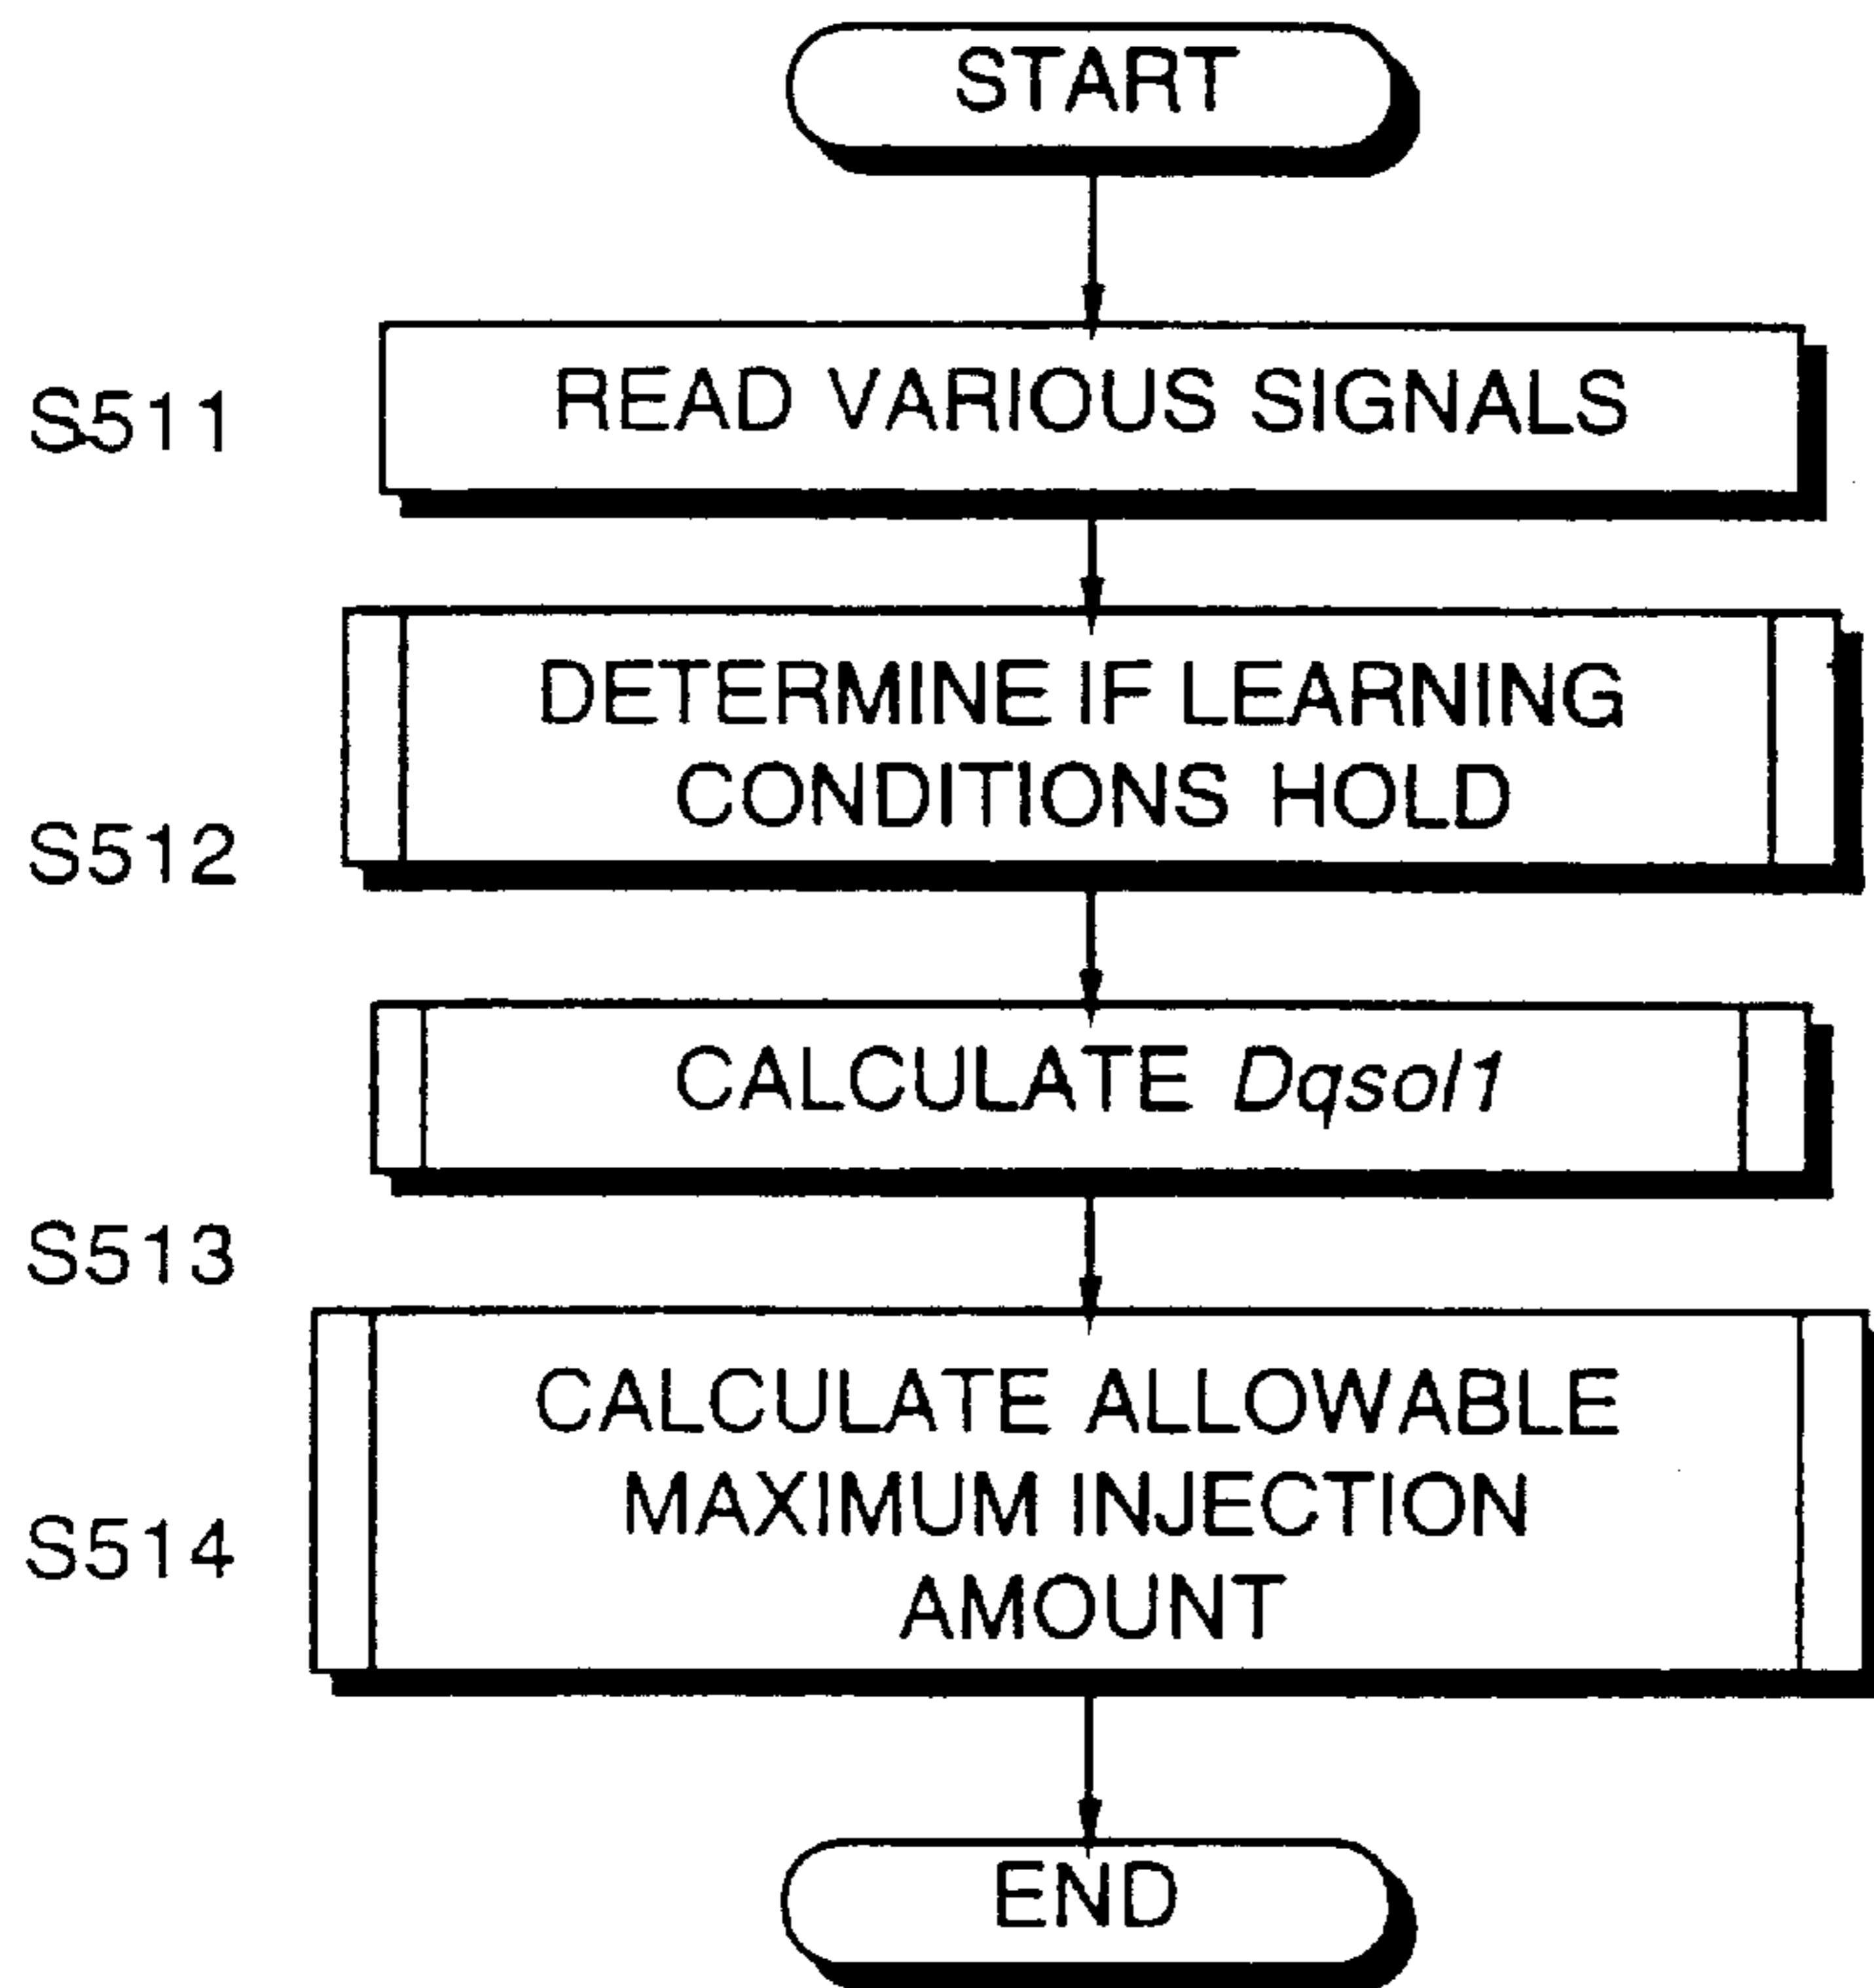 START
S511
READ VARIOUS SIGNALS
DETERMINE IF LEARNING
CONDITIONS HOLD
S512
CALCULATE Dqsol1
S513
CALCULATE ALLOWABLE
MAXIMUM INJECTION
S514
AMOUNT
END